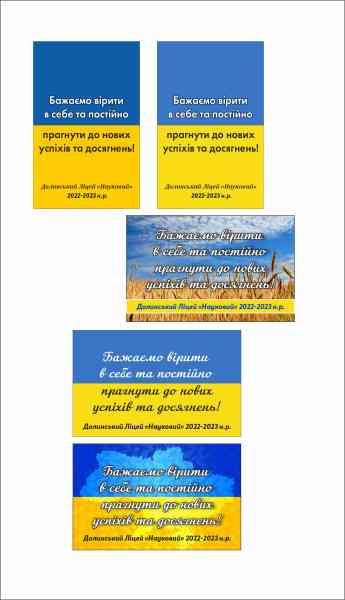 Бажаємо вірити
в себе та постійно
прагнути до нових
успіхів та досягнень!
Долинський Ліцей «Науковий»
2022-2023 н.р.
Бажаємо вірити
в себе та постійно
прагнути до нових
успіхів та досягнень!
Долинський Ліцей «Науковий»
2022-2023 н.р.
Бажаємо вірити
в себе та постійно
прагнути до нових
успіхів та досягнень!
Долинський Ліцей «Науковий» 2022-2023 н.р.
Бажаємо вірити
в себе та постійно
прагнути до нових
успіхів та досягнень!
Долинський Ліцей «Науковий» 2022-2023 н.р.
Бажаємо вірити
в себе та постійно
прагнути до нових
успіхів та досягнень!
Долинський Ліцей «Науковий» 2022-2023 н.р.